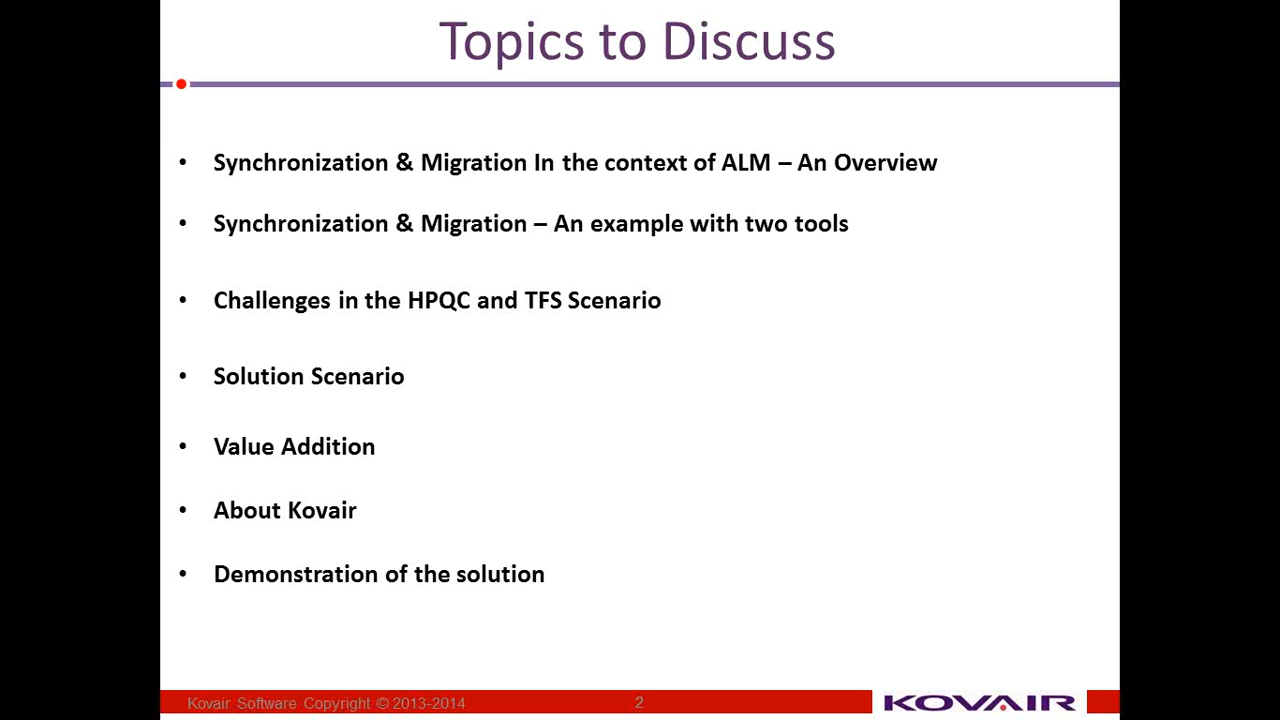 Topics to Discuss
• Synchronization & Migration In the context of ALM – An Overview
• Synchronization & Migration – An example with two tools
• Challenges in the HPQC and TFS Scenario
• Solution Scenario
• Value Addition
• About Kovair
• Demonstration of the solution
Kovair Software Copyright © 2013-2014
2
KOVAIR